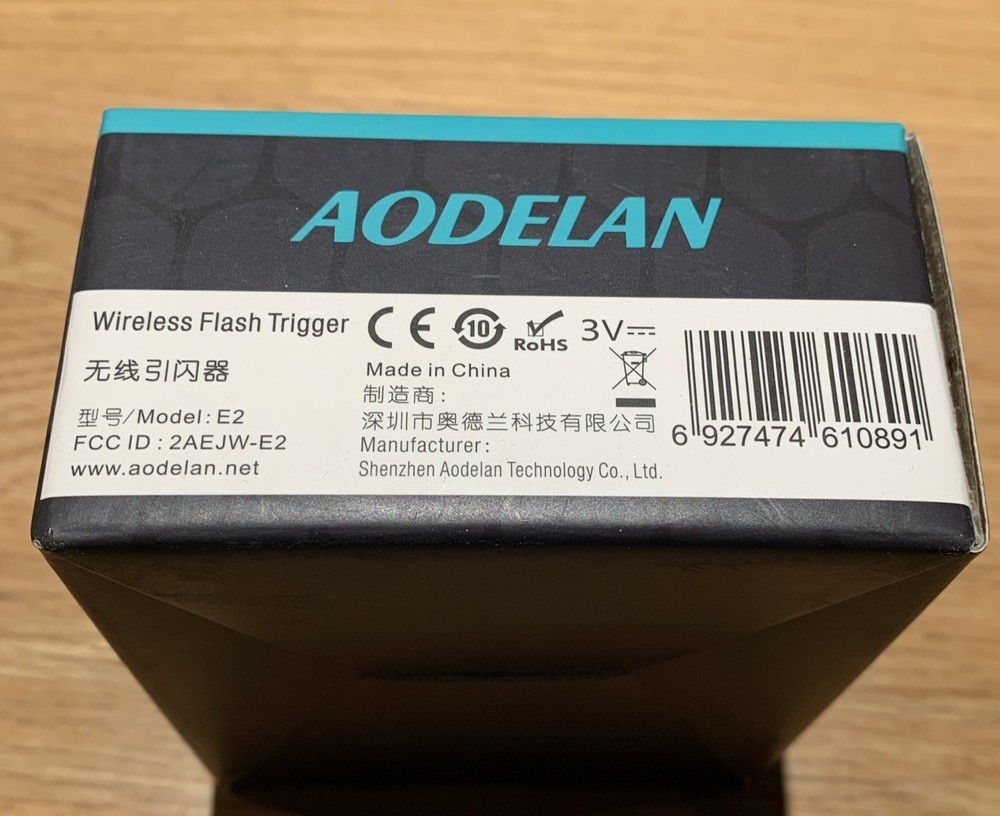 AODELAN
Wireless Flash Trigger
无线引闪器
型号/Model: E2
FCC ID: 2AEJW-E2
www.aodelan.net
CE 10 RoHS 3V
Made in China
制造商:
深圳市奥德兰科技有限公司
Manufacturer:
Shenzhen Aodelan Technology Co., Ltd.
6 927474 610891